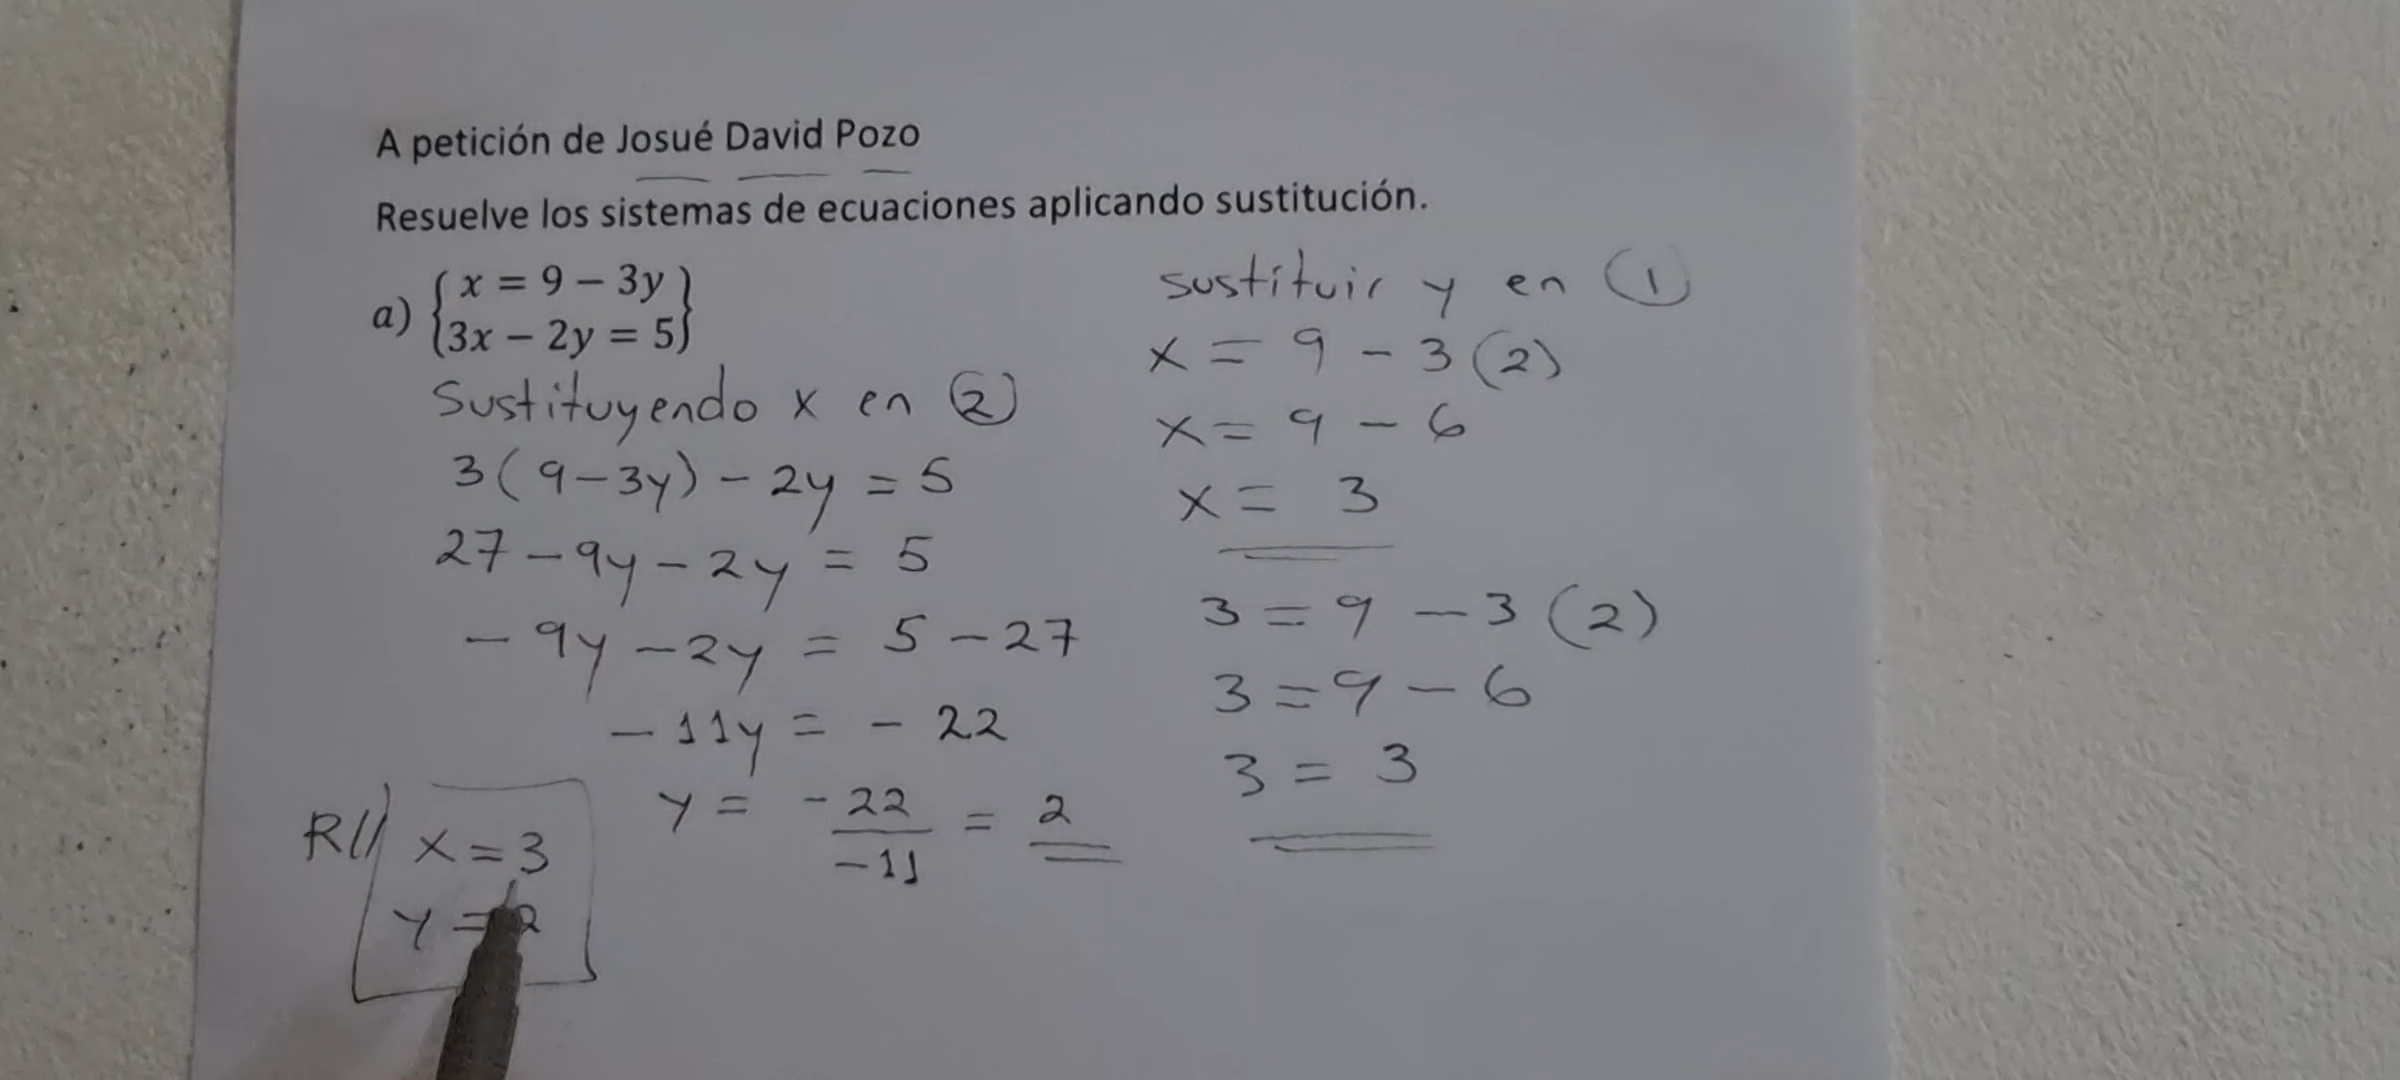 A petición de Josué David Pozo
Resuelve los sistemas de ecuaciones aplicando sustitución.
a) { x = 9 − 3y
3x − 2y = 5 }
Sustituyendo x en ②
3(9-3y) - 2y = 5
27 - 9y - 2y = 5
- 9y - 2y = 5 - 27
- 11y = - 22
y = -22/-11 = 2
R// x = 3
y = 2
sustituir y en ①
x = 9 - 3(2)
x = 9 - 6
x = 3
3 = 9 - 3(2)
3 = 9 - 6
3 = 3